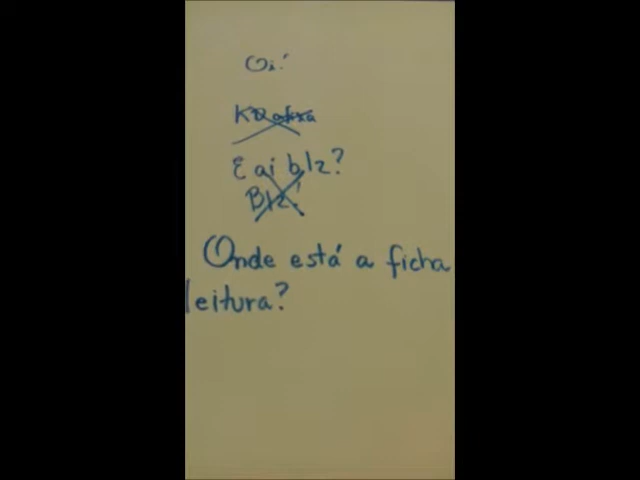 Oi!
E ai blz?
Blz!
Onde está a ficha
leitura?